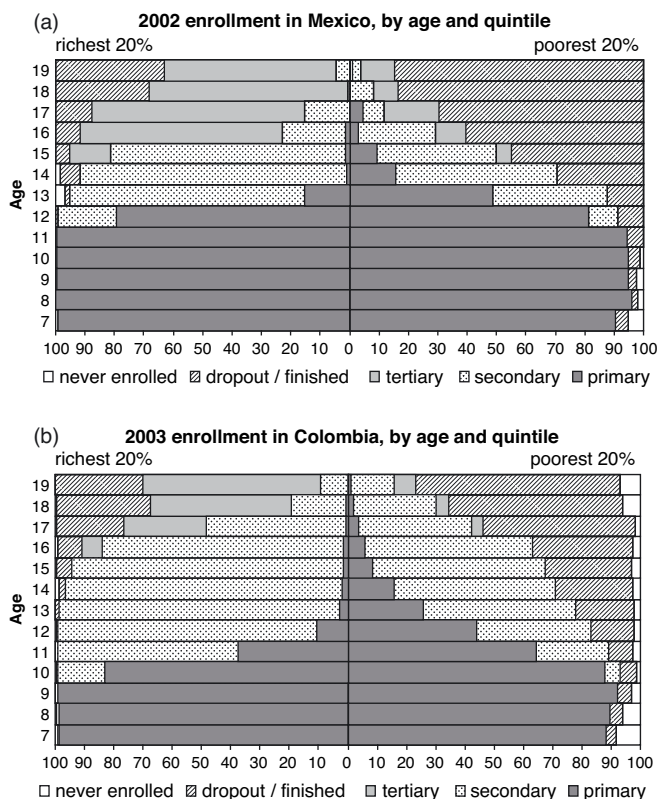 (a)
2002 enrollment in Mexico, by age and quintile
richest 20% poorest 20%
19
18
17
16
15
14
13
12
11
10
9
8
7
Age
100 90 80 70 60 50 40 30 20 10 0 10 20 30 40 50 60 70 80 90 100
never enrolled dropout / finished tertiary secondary primary
(b)
2003 enrollment in Colombia, by age and quintile
richest 20% poorest 20%
19
18
17
16
15
14
13
12
11
10
9
8
7
Age
100 90 80 70 60 50 40 30 20 10 0 10 20 30 40 50 60 70 80 90 100
never enrolled dropout / finished tertiary secondary primary